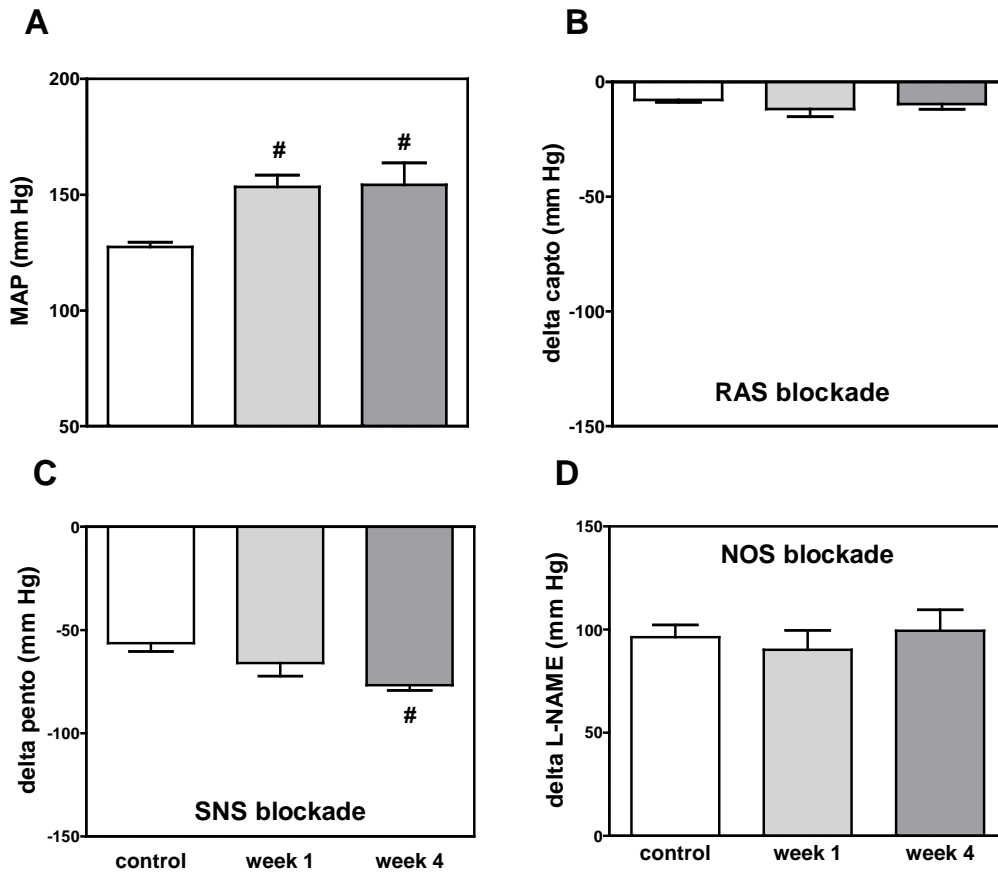 A
200
150
100
50
MAP (mm Hg)
#
#
B
0
-50
-100
-150
delta capto (mm Hg)
RAS blockade
C
0
-50
-100
-150
delta pento (mm Hg)
#
SNS blockade
control week 1 week 4
D
150
100
50
0
delta L-NAME (mm Hg)
NOS blockade
control week 1 week 4